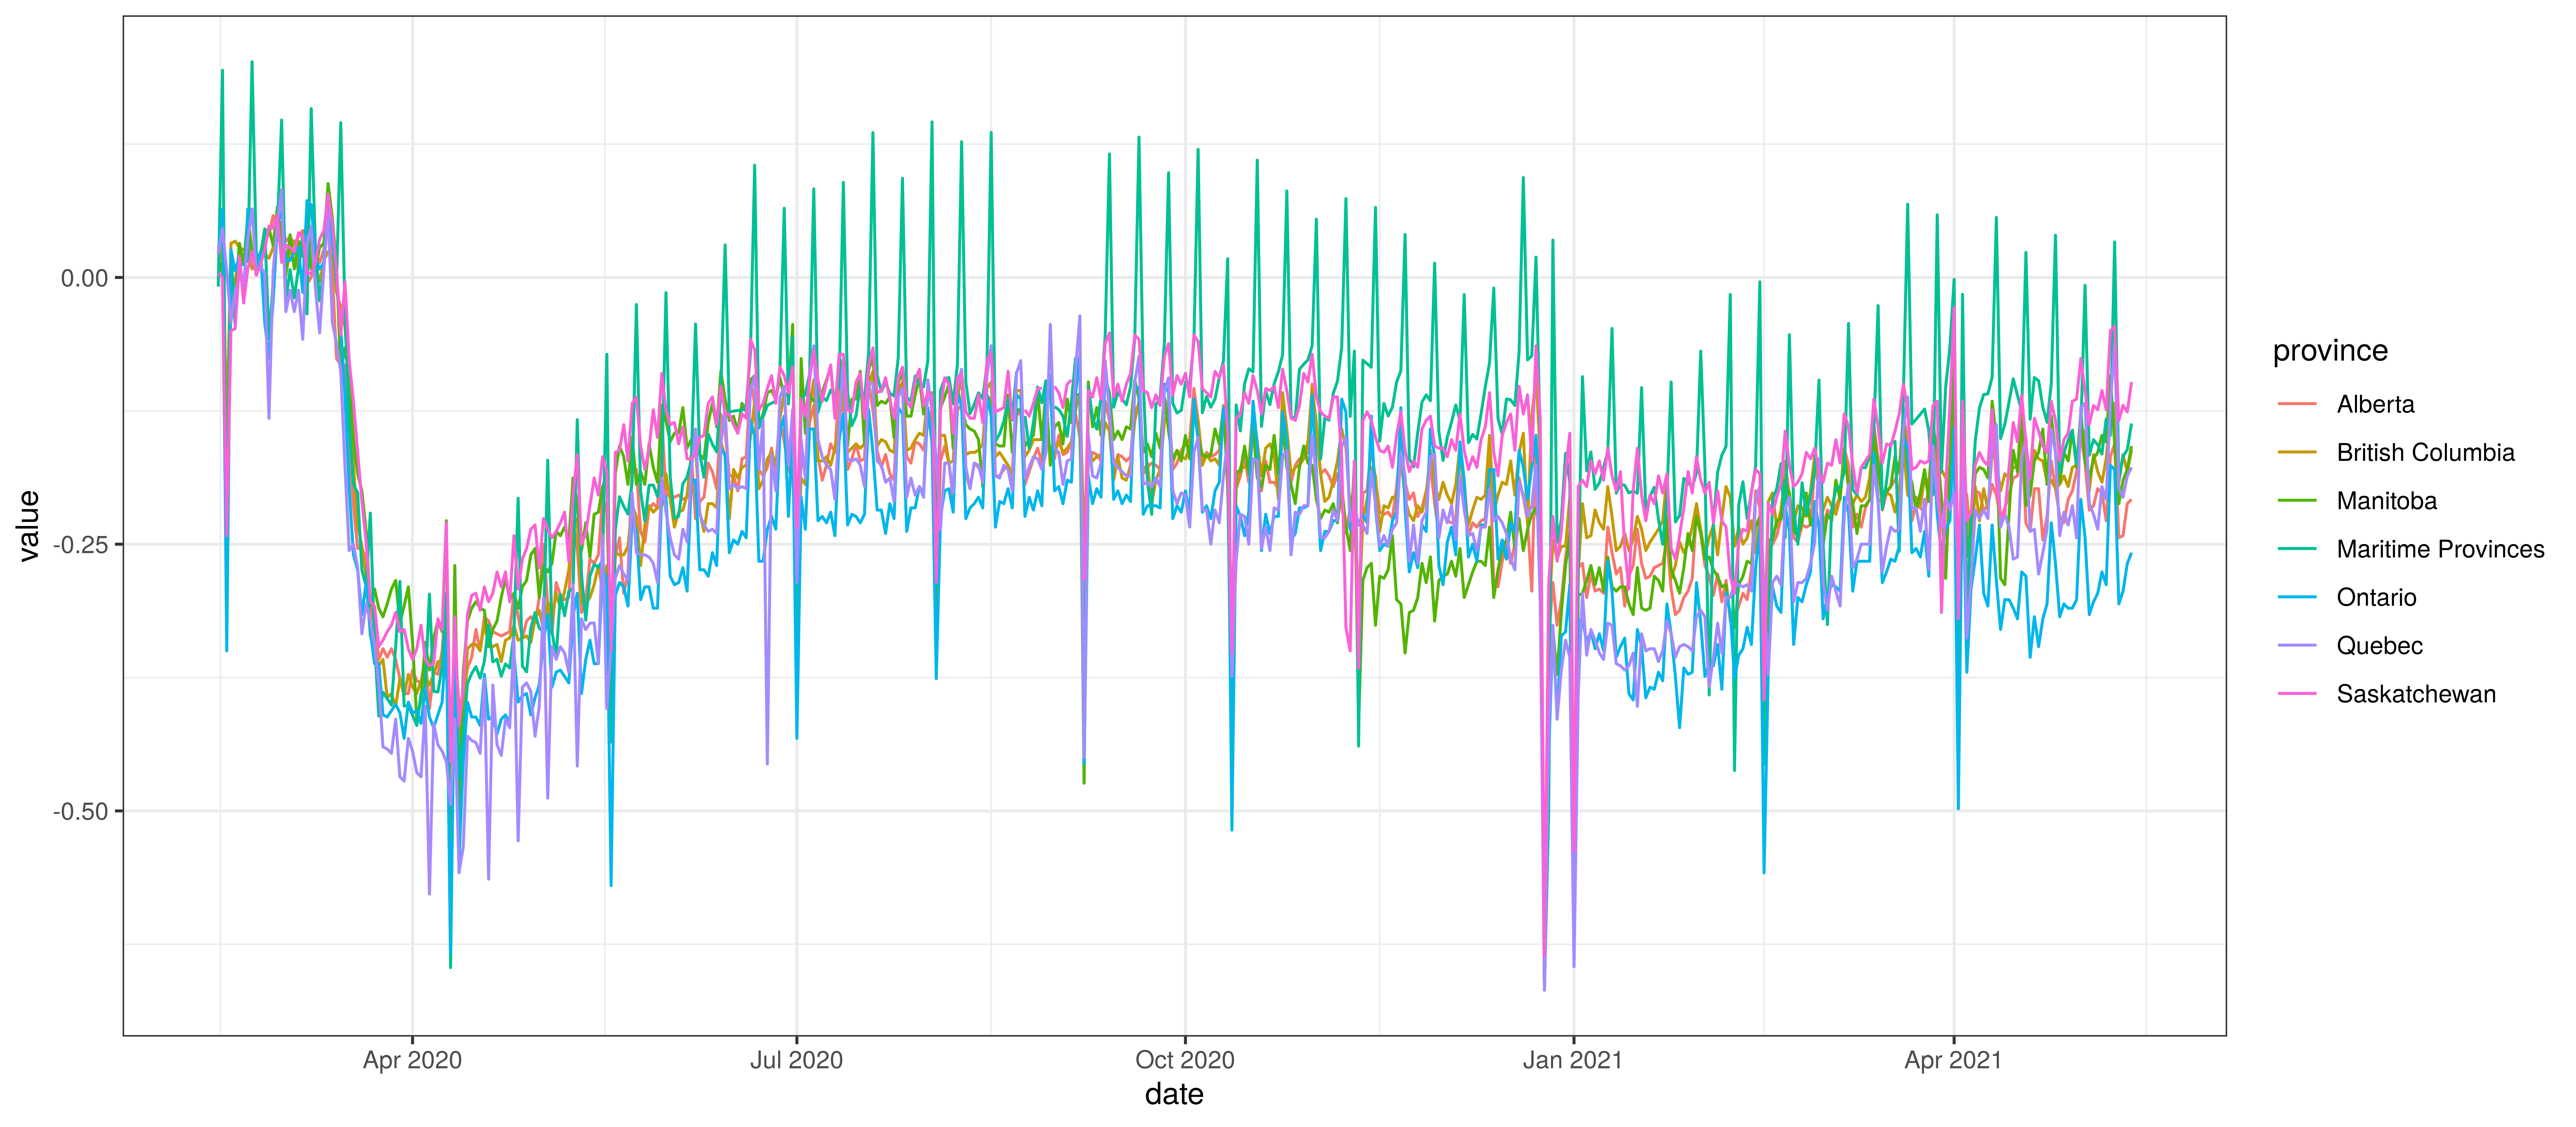 value
0.00
-0.25
-0.50
Apr 2020
Jul 2020
Oct 2020
Jan 2021
Apr 2021
date
province
Alberta
British Columbia
Manitoba
Maritime Provinces
Ontario
Quebec
Saskatchewan